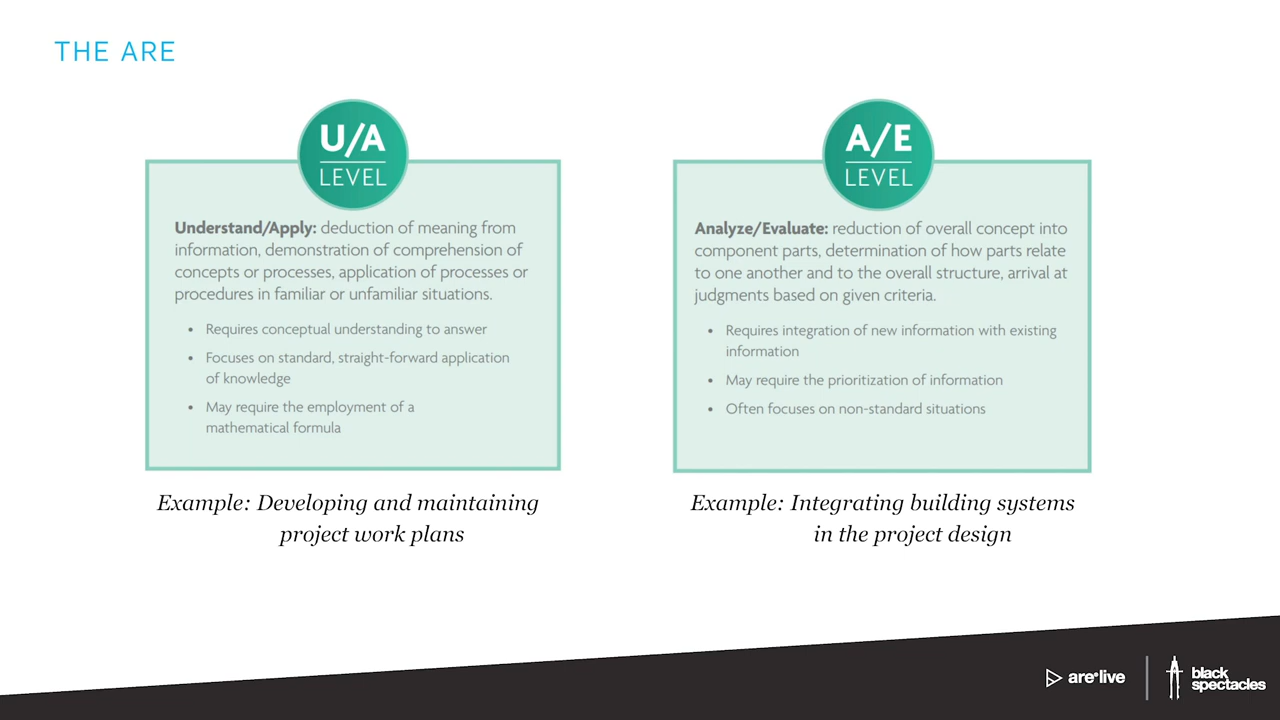 THE ARE
U/A
LEVEL
Understand/Apply: deduction of meaning from
information, demonstration of comprehension of
concepts or processes, application of processes or
procedures in familiar or unfamiliar situations.
• Requires conceptual understanding to answer
• Focuses on standard, straight-forward application
of knowledge
• May require the employment of a
mathematical formula
Example: Developing and maintaining
project work plans
A/E
LEVEL
Analyze/Evaluate: reduction of overall concept into
component parts, determination of how parts relate
to one another and to the overall structure, arrival at
judgments based on given criteria.
• Requires integration of new information with existing
information
• May require the prioritization of information
• Often focuses on non-standard situations
Example: Integrating building systems
in the project design
are®live
black
spectacles